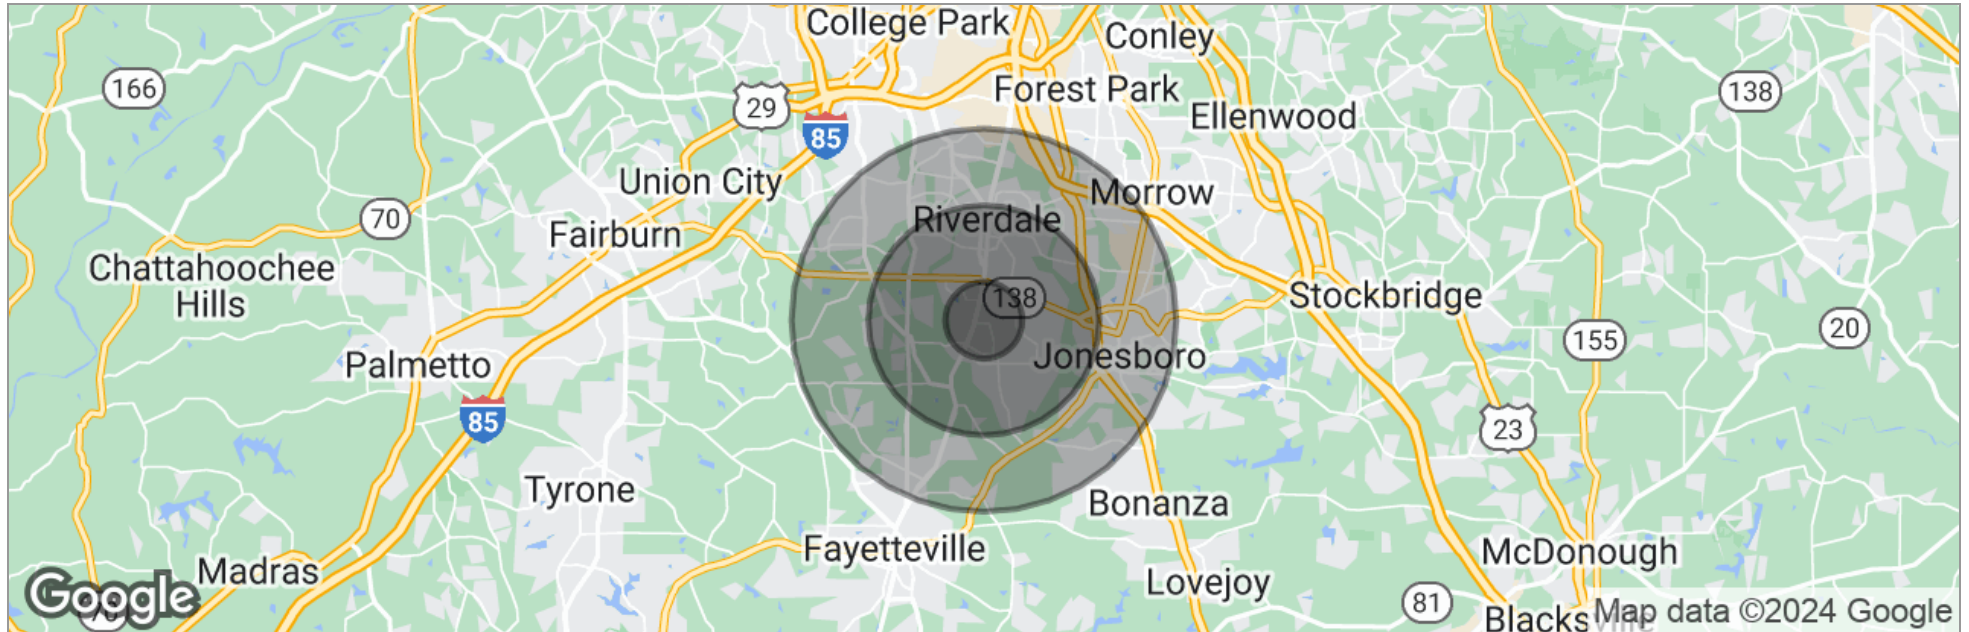 College Park
Conley
166
29
Forest Park
138
Ellenwood
85
Union City
Morrow
70
Riverdale
Fairburn
Chattahoochee
Hills
138
Stockbridge
20
155
Palmetto
Jonesboro
85
23
Tyrone
Bonanza
Fayetteville
McDonough
Madras
Lovejoy
Google
81
Blacksville
Map data ©2024 Google